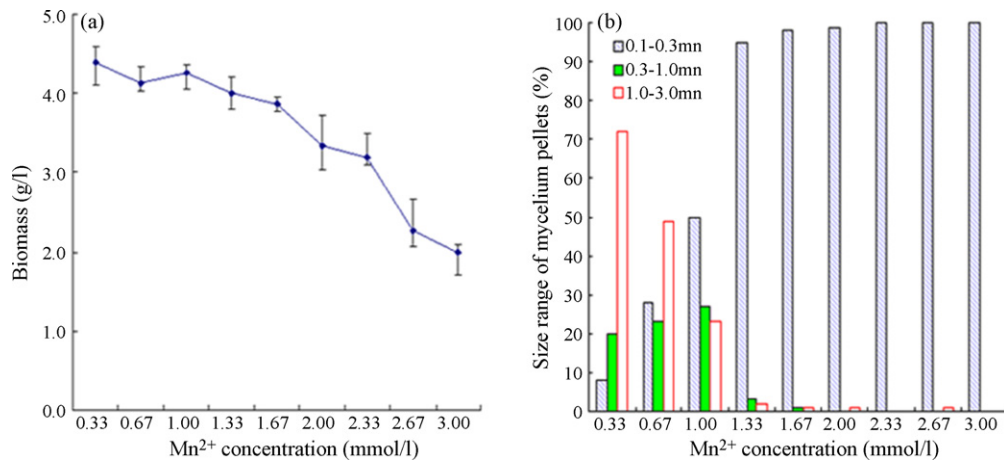 (a)
5.0
4.0
3.0
2.0
1.0
0.0
Biomass (g/l)
0.33 0.67 1.00 1.33 1.67 2.00 2.33 2.67 3.00
Mn²⁺ concentration (mmol/l)
(b)
100
90
80
70
60
50
40
30
20
10
0
Size range of mycelium pellets (%)
0.1-0.3mn
0.3-1.0mn
1.0-3.0mn
0.33 0.67 1.00 1.33 1.67 2.00 2.33 2.67 3.00
Mn²⁺ concentration (mmol/l)